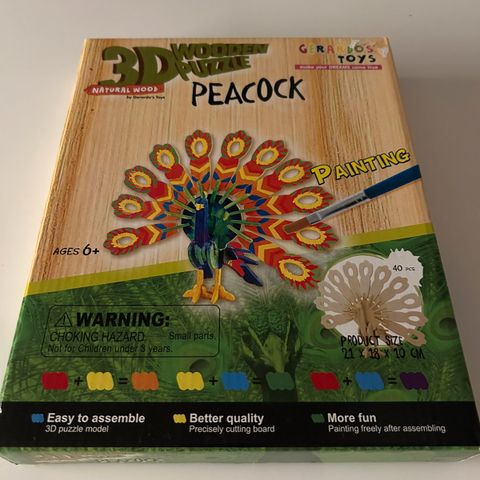 3D WOODEN PUZZLE
NATURAL WOOD
by Gerardo's Toys
GERARDO'S TOYS
make your DREAMS come true
PEACOCK
PAINTING
AGES 6+
40 PCS
WARNING:
CHOKING HAZARD. Small parts.
Not for Children under 3 years.
PRODUCT SIZE
21 X 18 X 10 CM
+ = + = + =
Easy to assemble
3D puzzle model
Better quality
Precisely cutting board
More fun
Painting freely after assembling